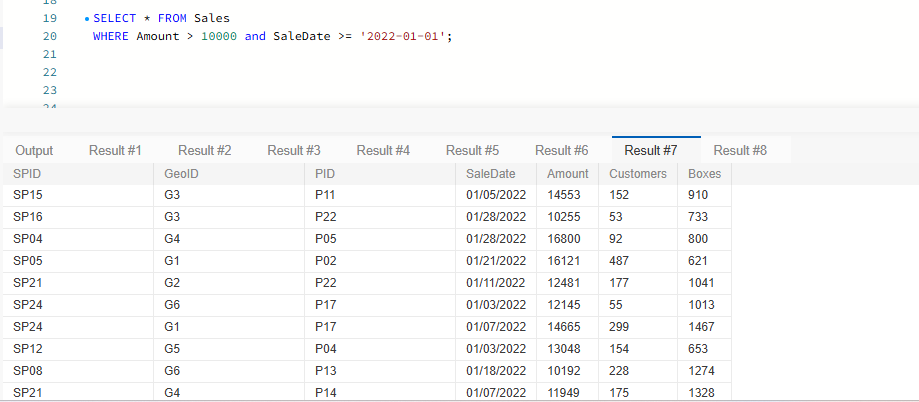 18
19 SELECT * FROM Sales
20 WHERE Amount > 10000 and SaleDate >= '2022-01-01';
21
22
23
24
Output Result #1 Result #2 Result #3 Result #4 Result #5 Result #6 Result #7 Result #8
SPID GeoID PID SaleDate Amount Customers Boxes
SP15 G3 P11 01/05/2022 14553 152 910
SP16 G3 P22 01/28/2022 10255 53 733
SP04 G4 P05 01/28/2022 16800 92 800
SP05 G1 P02 01/21/2022 16121 487 621
SP21 G2 P22 01/11/2022 12481 177 1041
SP24 G6 P17 01/03/2022 12145 55 1013
SP24 G1 P17 01/07/2022 14665 299 1467
SP12 G5 P04 01/03/2022 13048 154 653
SP08 G6 P13 01/18/2022 10192 228 1274
SP21 G4 P14 01/07/2022 11949 175 1328